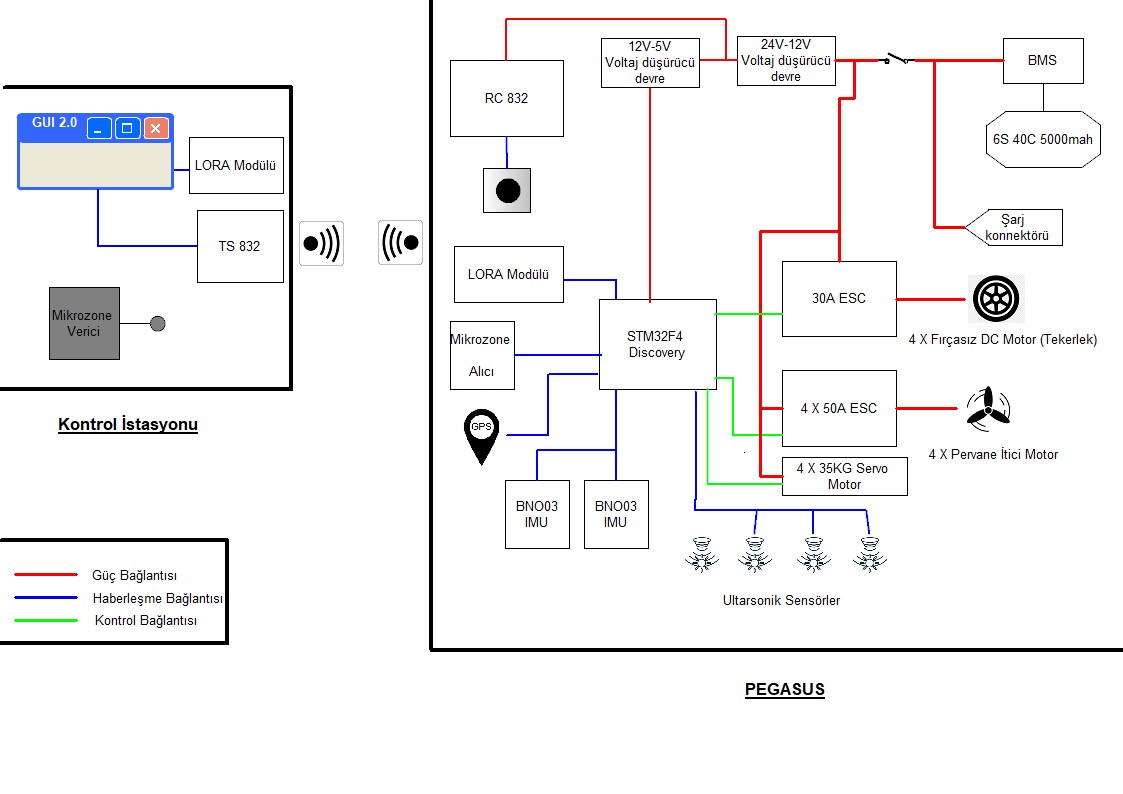 GUI 2.0
LORA Modülü
TS 832
Mikrozone
Verici
Kontrol İstasyonu
Güç Bağlantısı
Haberleşme Bağlantısı
Kontrol Bağlantısı
RC 832
12V-5V
Voltaj düşürücü
devre
24V-12V
Voltaj düşürücü
devre
BMS
6S 40C 5000mah
Şarj
konnektörü
LORA Modülü
STM32F4
Discovery
30A ESC
4 X Fırçasız DC Motor (Tekerlek)
Mikrozone
Alıcı
GPS
4 X 50A ESC
4 X Pervane İtici Motor
4 X 35KG Servo
Motor
BNO03
IMU
BNO03
IMU
Ultarsonik Sensörler
PEGASUS